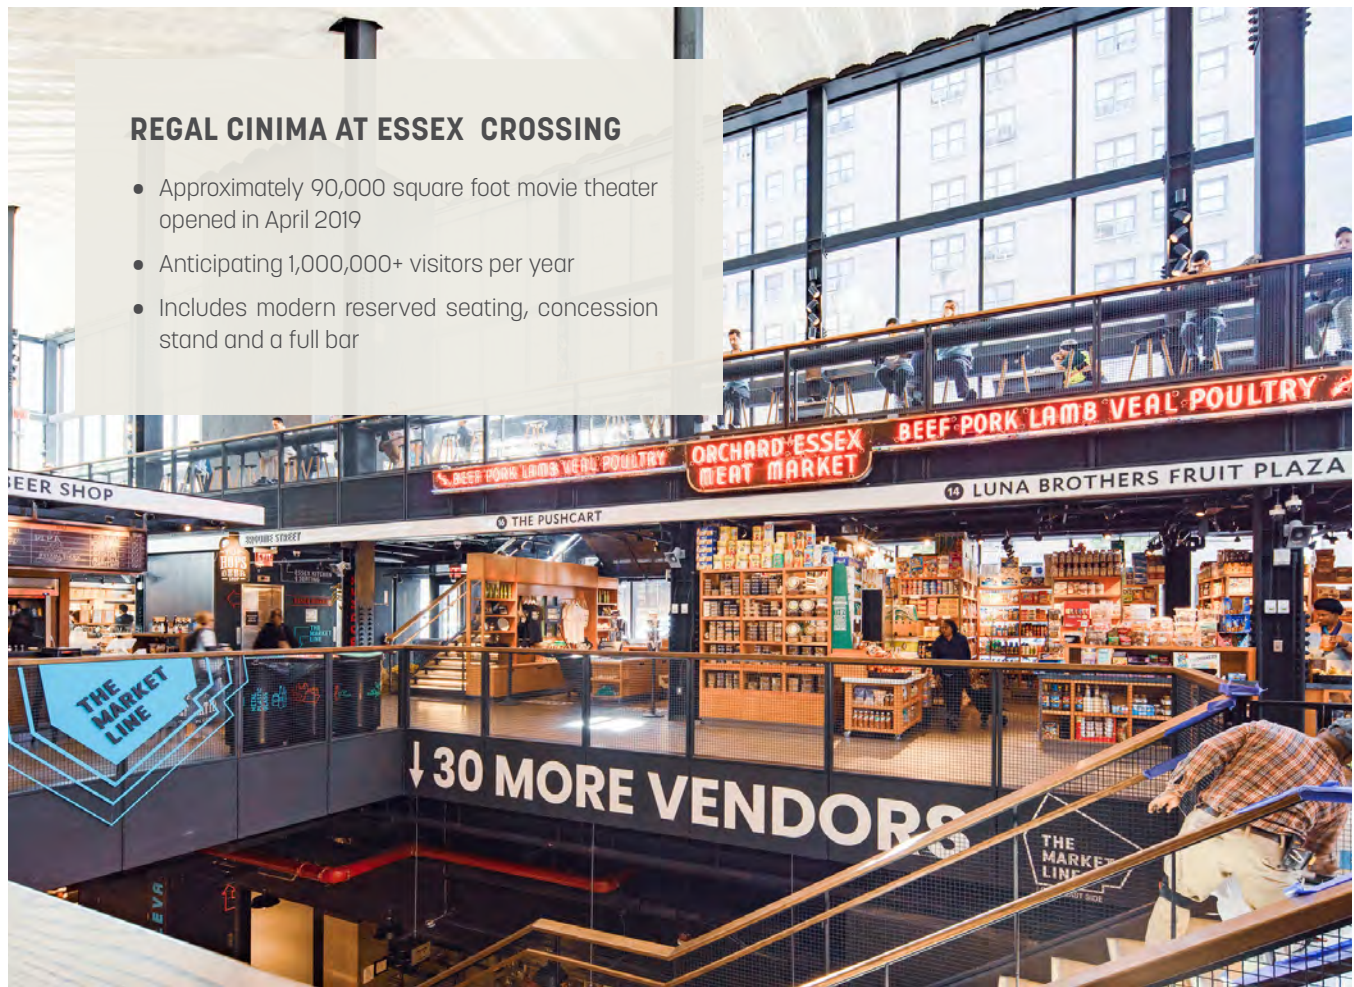 REGAL CINIMA AT ESSEX CROSSING
• Approximately 90,000 square foot movie theater
opened in April 2019
• Anticipating 1,000,000+ visitors per year
• Includes modern reserved seating, concession
stand and a full bar
BEEF PORK LAMB VEAL POULTRY
ORCHARD ESSEX
MEAT MARKET
BEEF PORK LAMB VEAL POULTRY
BEER SHOP
THE PUSHCART
14 LUNA BROTHERS FRUIT PLAZA
THE
MARKET
LINE
↓ 30 MORE VENDORS
THE
MARKET
LINE